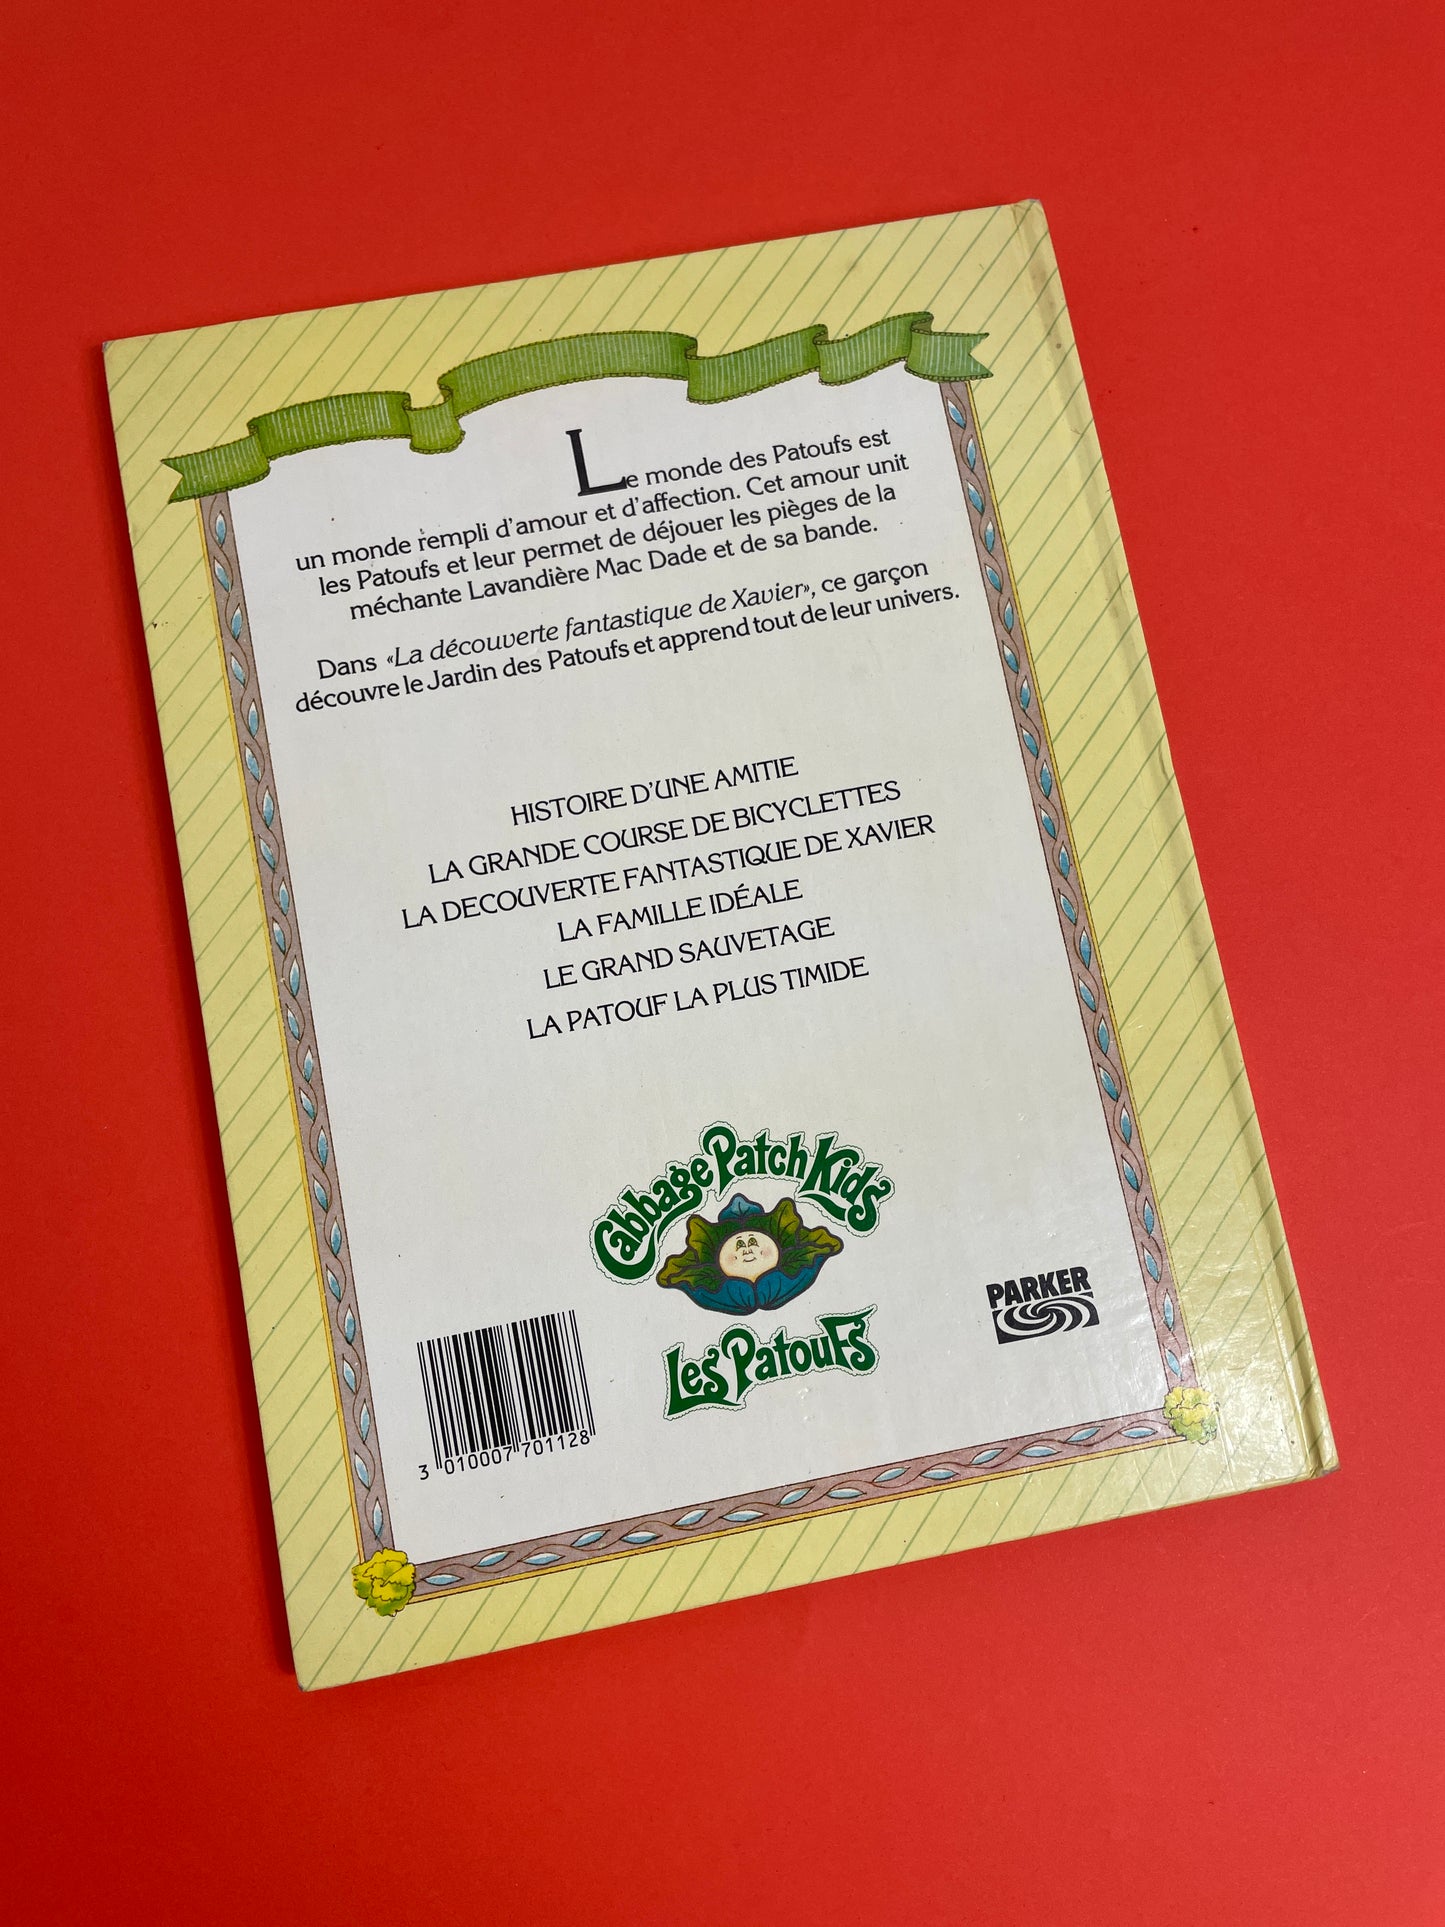 Le monde des Patoufs est
un monde rempli d'amour et d'affection. Cet amour unit
les Patoufs et leur permet de déjouer les pièges de la
méchante Lavandière Mac Dade et de sa bande.
Dans «La découverte fantastique de Xavier», ce garçon
découvre le Jardin des Patoufs et apprend tout de leur univers.
HISTOIRE D'UNE AMITIE
LA GRANDE COURSE DE BICYCLETTES
LA DECOUVERTE FANTASTIQUE DE XAVIER
LA FAMILLE IDÉALE
LE GRAND SAUVETAGE
LA PATOUF LA PLUS TIMIDE
Cabbage Patch Kids
Les Patoufs
PARKER
3 010007 701128